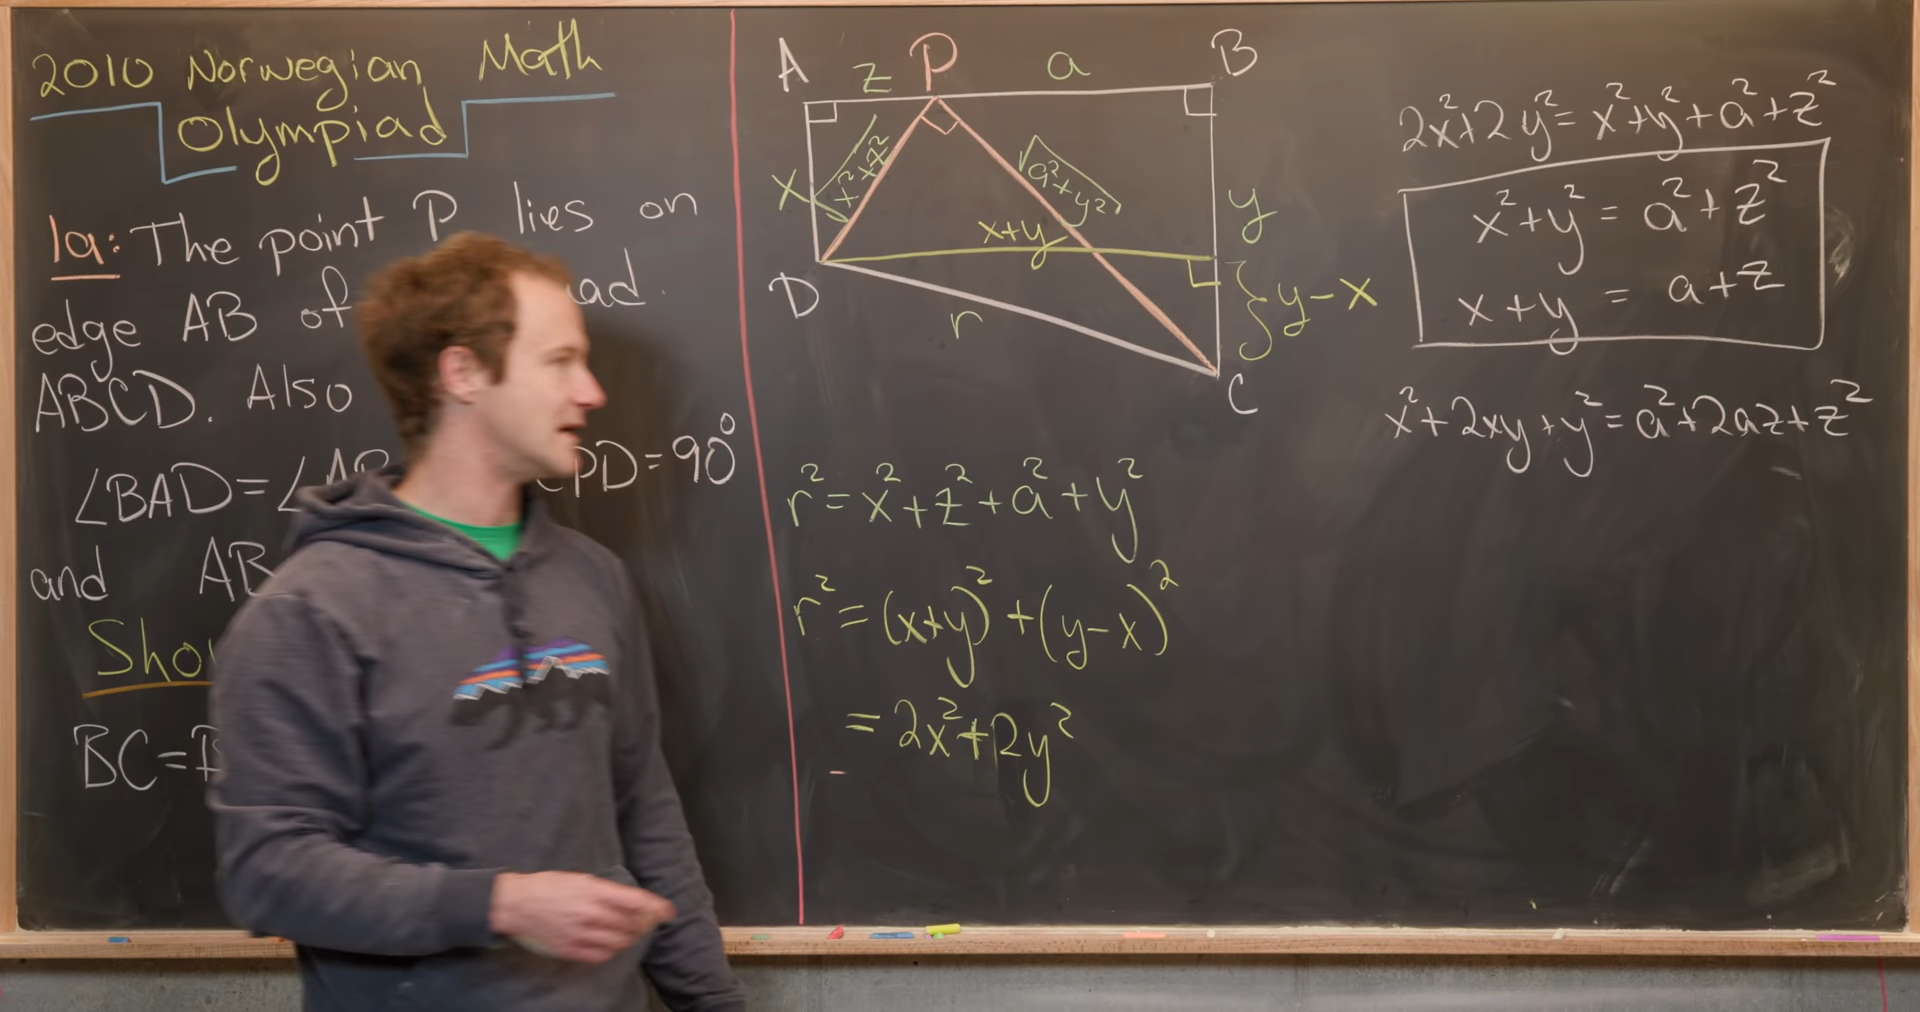 2010 Norwegian Math
Olympiad
1a: The point P lies on
edge AB of ad.
ABCD. Also
∠BAD=∠AB CPD=90°
and AB
Sho
BC=
A z P a B
x √x²+z² √a²+y² y
x+y
D r y-x
C
r²=x²+z²+a²+y²
r²=(x+y)²+(y-x)²
=2x²+2y²
2x²+2y²=x²+y²+a²+z²
x²+y²=a²+z²
x+y=a+z
x²+2xy+y²=a²+2az+z²